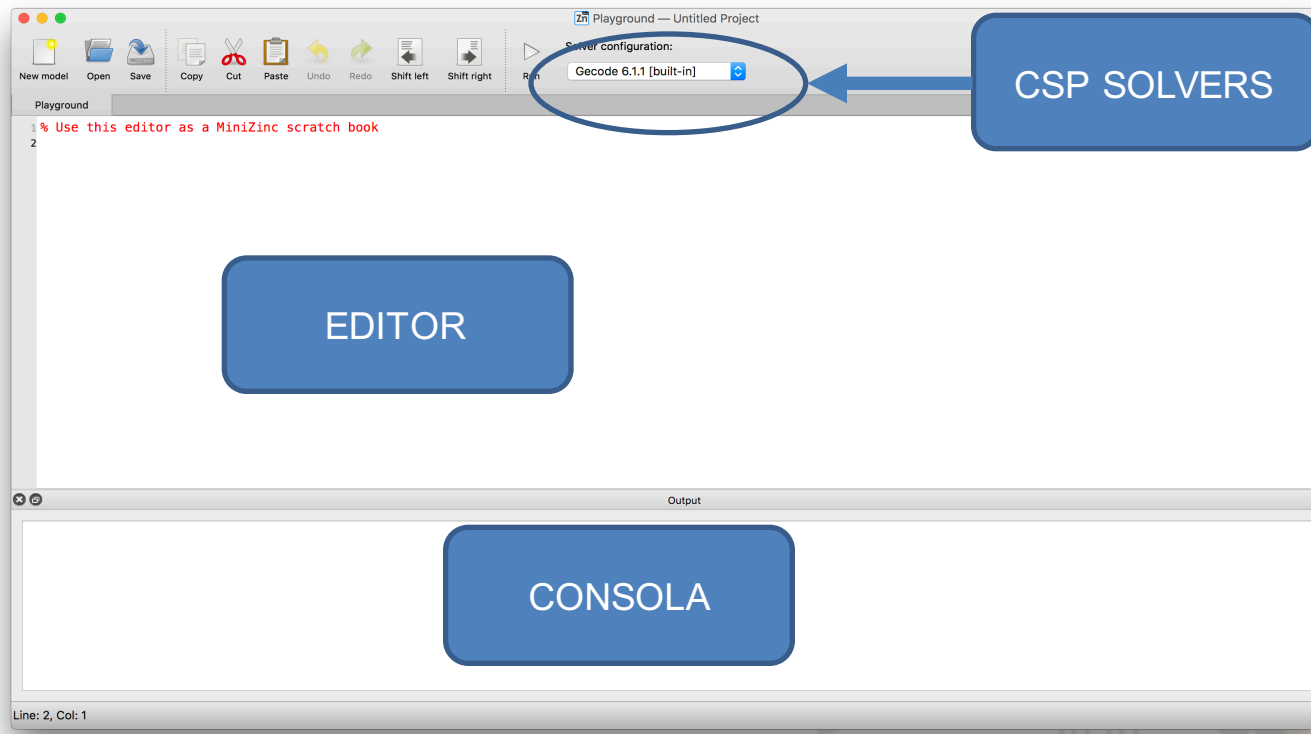 Zn Playground — Untitled Project
Solver configuration:
New model Open Save Copy Cut Paste Undo Redo Shift left Shift right Run
Gecode 6.1.1 [built-in]
CSP SOLVERS
Playground
1 % Use this editor as a MiniZinc scratch book
2
EDITOR
Output
CONSOLA
Line: 2, Col: 1